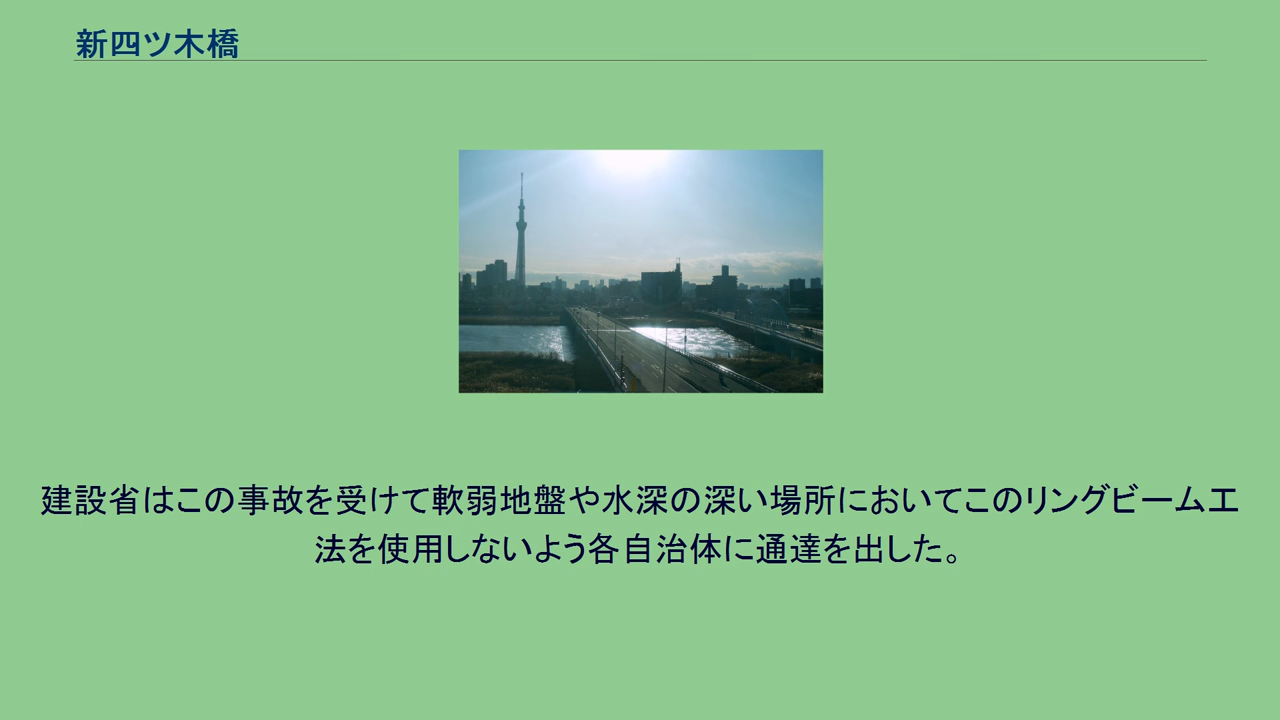 新四ツ木橋
建設省はこの事故を受けて軟弱地盤や水深の深い場所においてこのリングビーム工
法を使用しないよう各自治体に通達を出した。